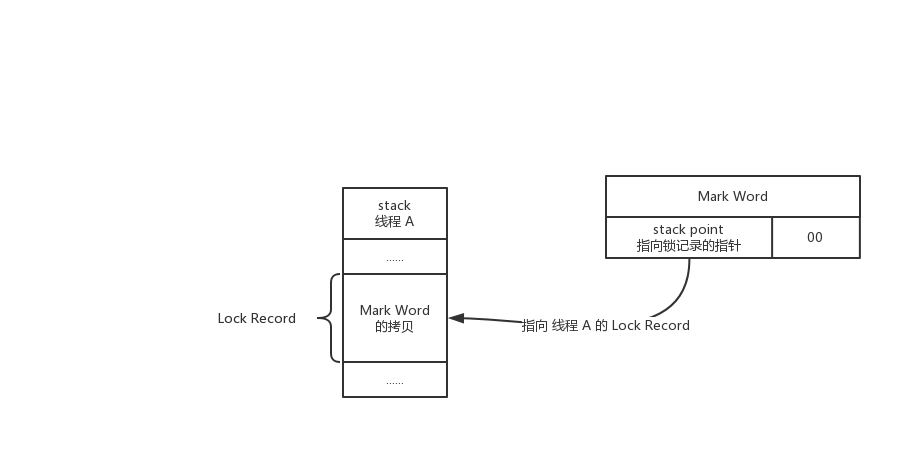 Mark Word
stack point
指向锁记录的指针
00
stack
线程 A
......
Lock Record
Mark Word
的拷贝
指向 线程 A 的 Lock Record
......